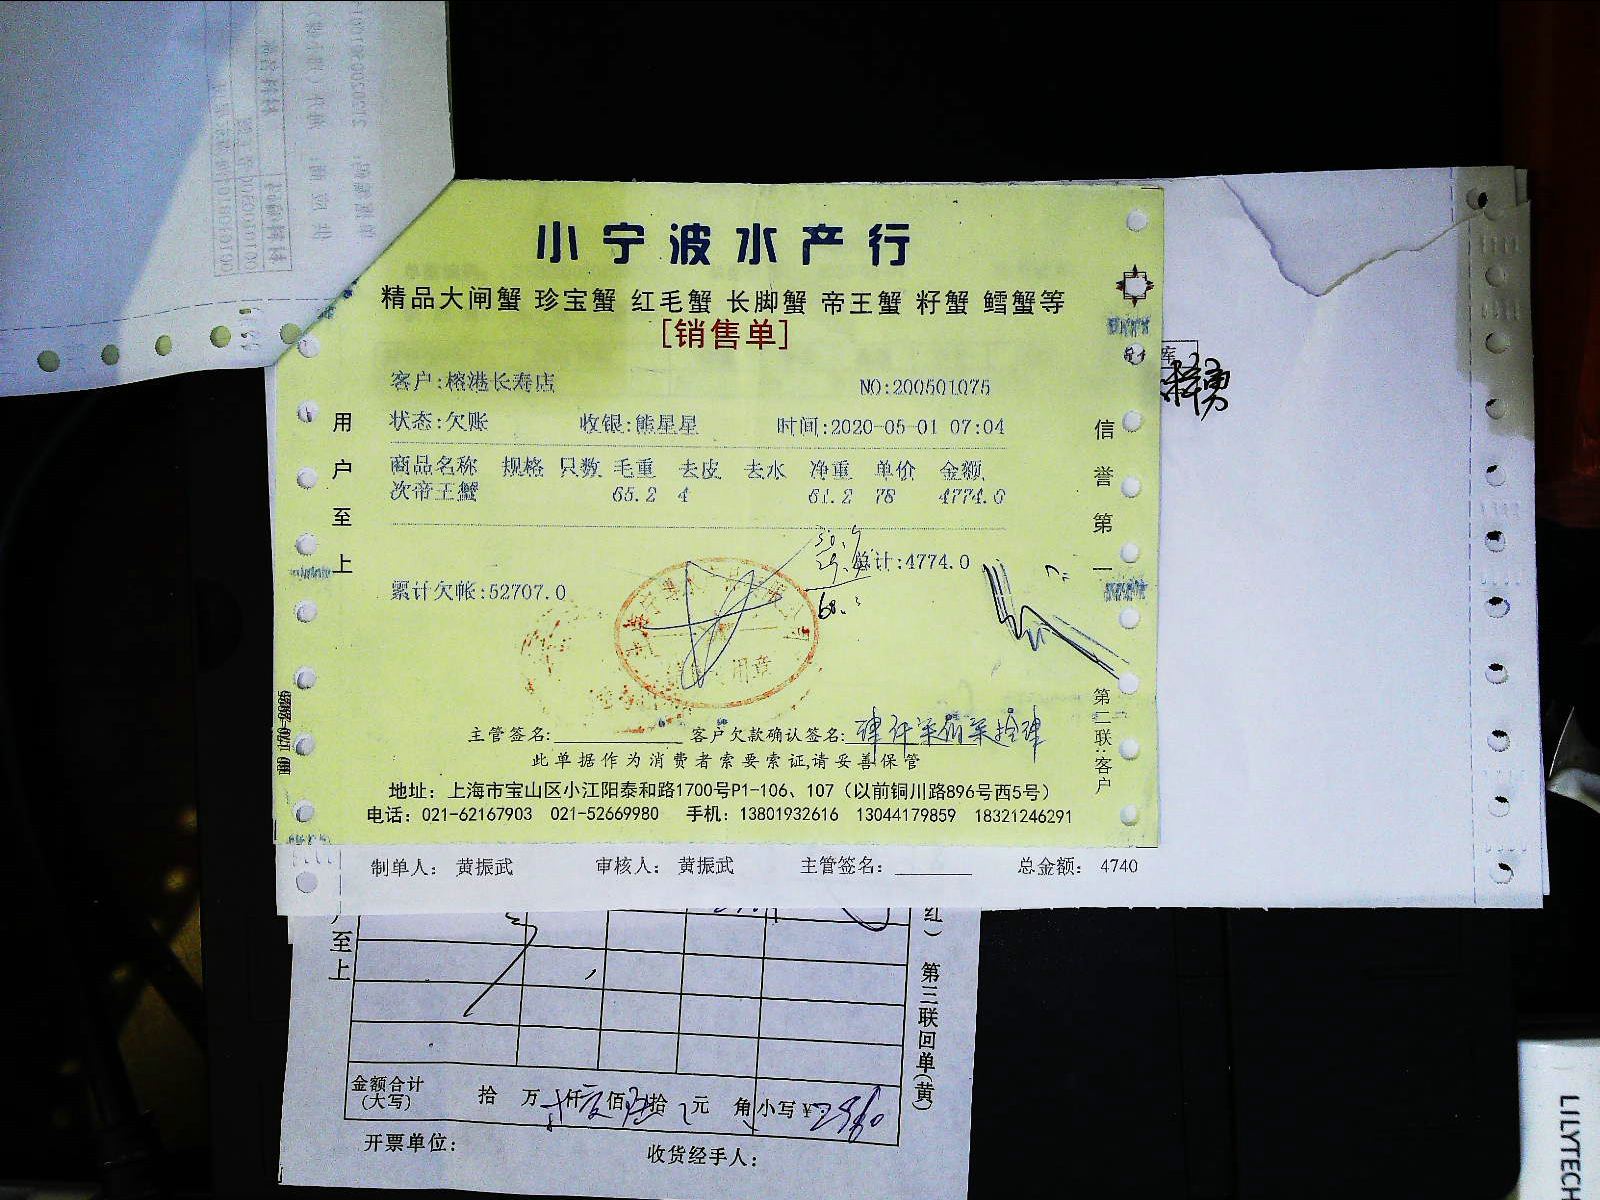 小宁波水产行
精品大闸蟹 珍宝蟹 红毛蟹 长脚蟹 帝王蟹 籽蟹 鳕蟹等
[销售单]
客户:榕港长寿店 NO:200501075
状态:欠账 收银:熊星星 时间:2020-05-01 07:04
商品名称 规格 只数 毛重 去皮 去水 净重 单价 金额
次帝王蟹 65.2 4 61.2 78 4774.0
总计:4774.0
累计欠帐:52707.0
用户至上
信誉第一
第二联:客户
主管签名: 客户欠款确认签名: 肆仟柒佰柒拾肆
此单据作为消费者索要索证,请妥善保管
地址：上海市宝山区小江阳泰和路1700号P1-106、107（以前铜川路896号西5号）
电话：021-62167903 021-52669980 手机：13801932616 13044179859 18321246291
库
制单人： 黄振武 审核人： 黄振武 主管签名： 总金额： 4740
至上
红）
第三联回单(黄)
金额合计
(大写) 拾 万 仟 佰 拾 元 角 小写￥: 2960
开票单位：
收货经手人：
LILYTECH